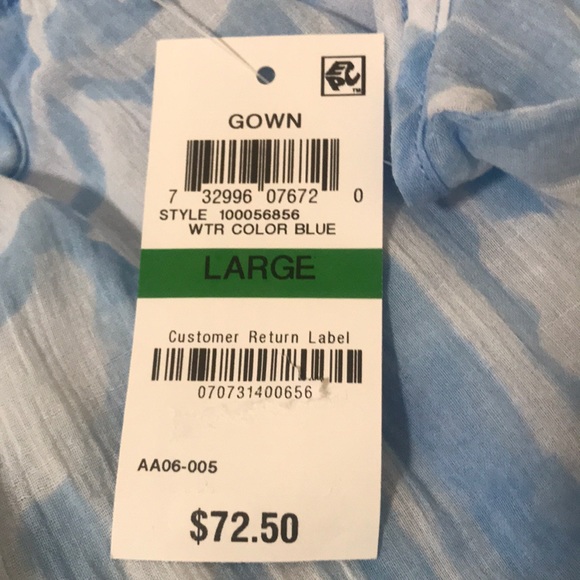 EPC™
GOWN
7 32996 07672 0
STYLE 100056856
WTR COLOR BLUE
LARGE
Customer Return Label
070731400656
AA06-005
$72.50